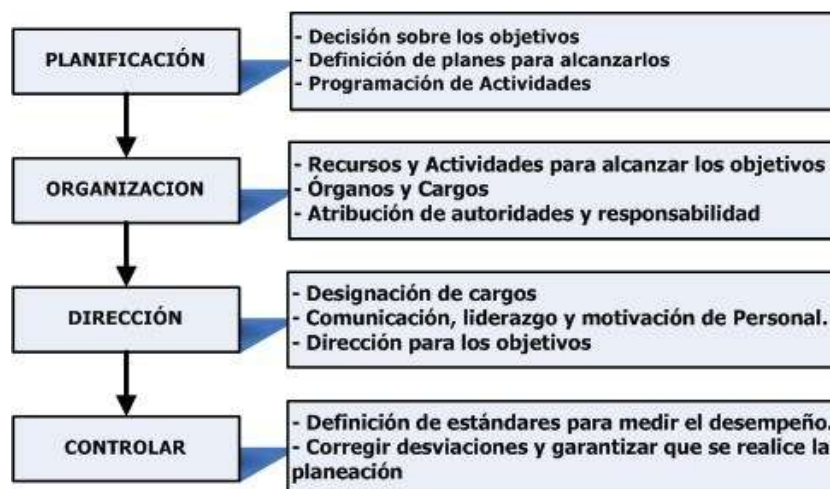 PLANIFICACIÓN
- Decisión sobre los objetivos
- Definición de planes para alcanzarlos
- Programación de Actividades
ORGANIZACION
- Recursos y Actividades para alcanzar los objetivos
- Órganos y Cargos
- Atribución de autoridades y responsabilidad
DIRECCIÓN
- Designación de cargos
- Comunicación, liderazgo y motivación de Personal.
- Dirección para los objetivos
CONTROLAR
- Definición de estándares para medir el desempeño.
- Corregir desviaciones y garantizar que se realice la
planeación